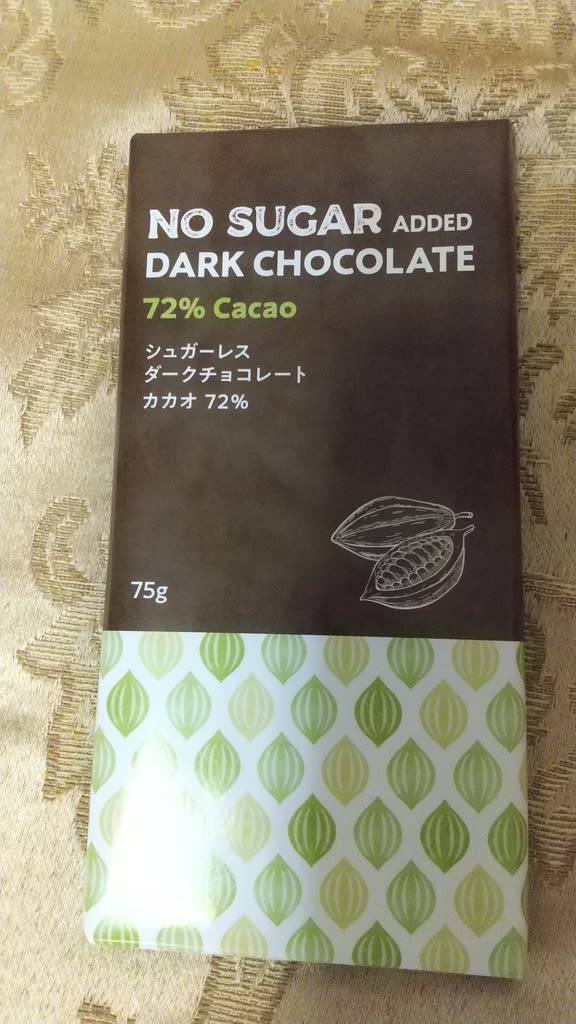 NO SUGAR ADDED
DARK CHOCOLATE
72% Cacao
シュガーレス
ダークチョコレート
カカオ 72%
75g